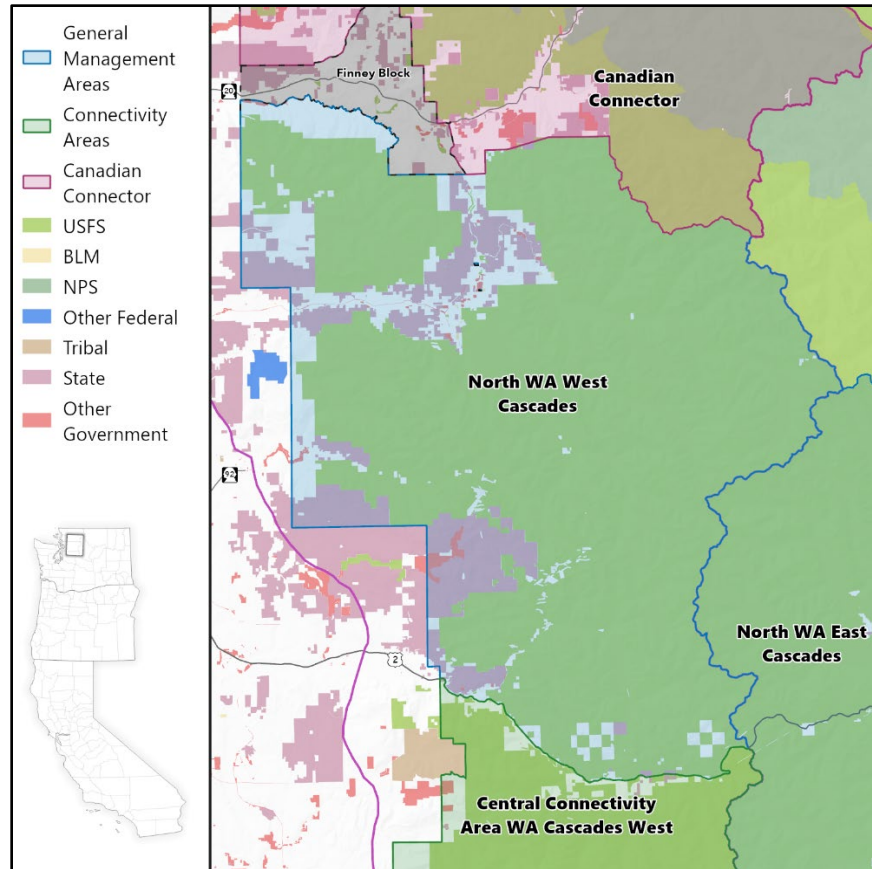 General
Management
Areas
Connectivity
Areas
Canadian
Connector
USFS
BLM
NPS
Other Federal
Tribal
State
Other
Government
Finney Block
20
Canadian
Connector
North WA West
Cascades
92
North WA East
Cascades
2
Central Connectivity
Area WA Cascades West